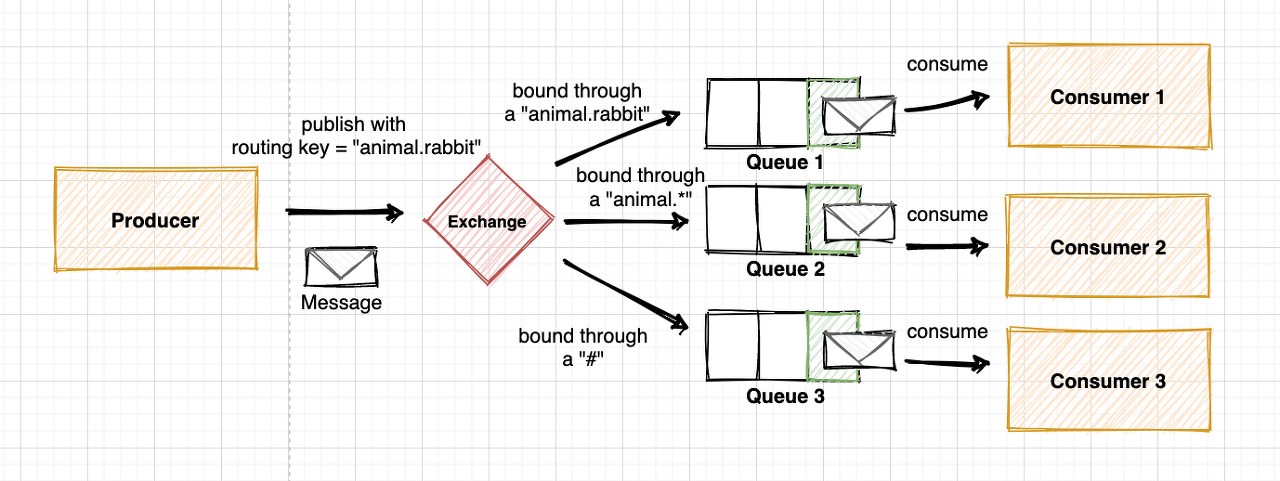 Producer
publish with
routing key = "animal.rabbit"
Message
Exchange
bound through
a "animal.rabbit"
bound through
a "animal.*"
bound through
a "#"
Queue 1
Queue 2
Queue 3
consume
consume
consume
Consumer 1
Consumer 2
Consumer 3